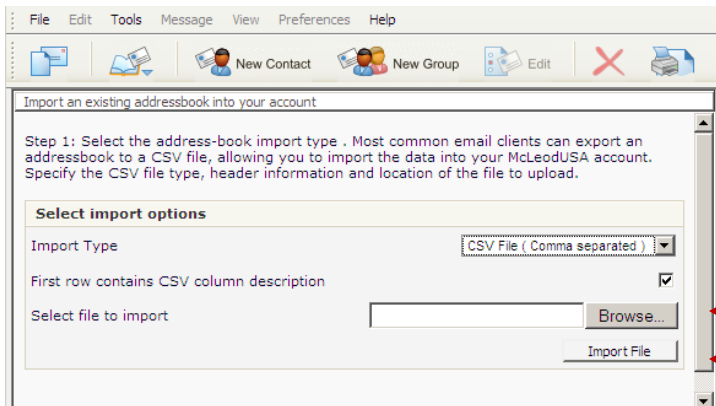 File Edit Tools Message View Preferences Help
New Contact New Group Edit
Import an existing addressbook into your account
Step 1: Select the address-book import type . Most common email clients can export an
addressbook to a CSV file, allowing you to import the data into your McLeodUSA account.
Specify the CSV file type, header information and location of the file to upload.
Select import options
Import Type CSV File ( Comma separated )
First row contains CSV column description
Select file to import Browse...
Import File